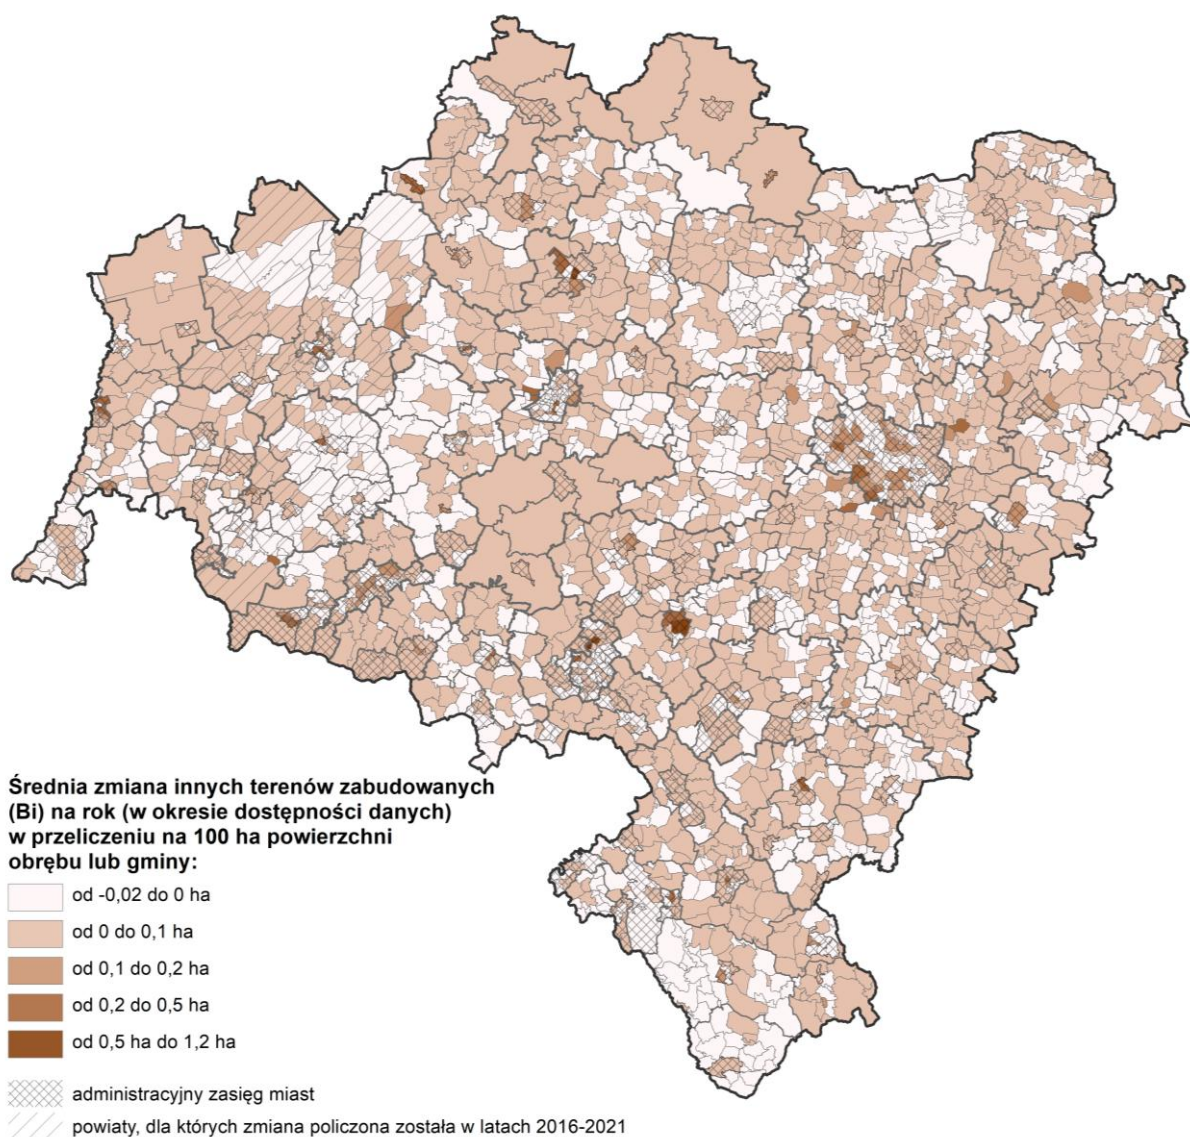 Średnia zmiana innych terenów zabudowanych
(Bi) na rok (w okresie dostępności danych)
w przeliczeniu na 100 ha powierzchni
obrębu lub gminy:
od -0,02 do 0 ha
od 0 do 0,1 ha
od 0,1 do 0,2 ha
od 0,2 do 0,5 ha
od 0,5 ha do 1,2 ha
administracyjny zasięg miast
powiaty, dla których zmiana policzona została w latach 2016-2021